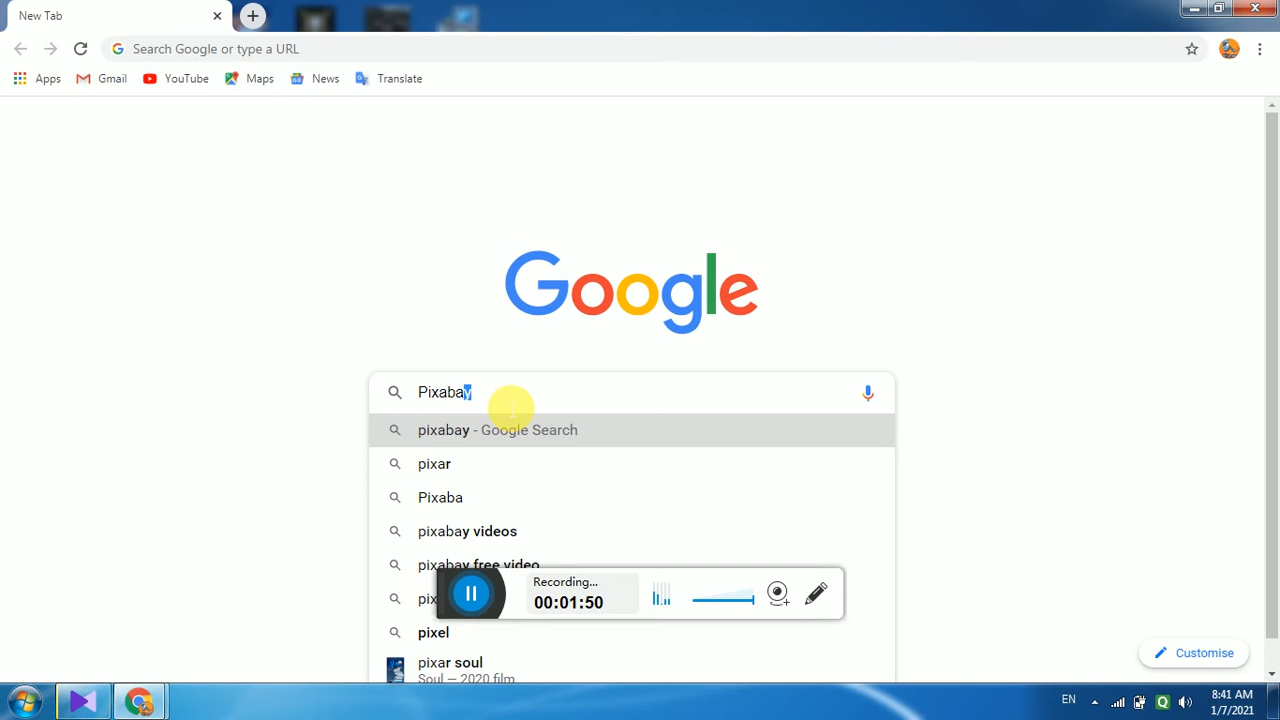 New Tab
Search Google or type a URL
Apps Gmail YouTube Maps News Translate
Google
Pixabay
pixabay - Google Search
pixar
Pixaba
pixabay videos
pixabay free video
Recording...
00:01:50
pixel
pixar soul
Soul — 2020 film
Customise
EN
8:41 AM
1/7/2021